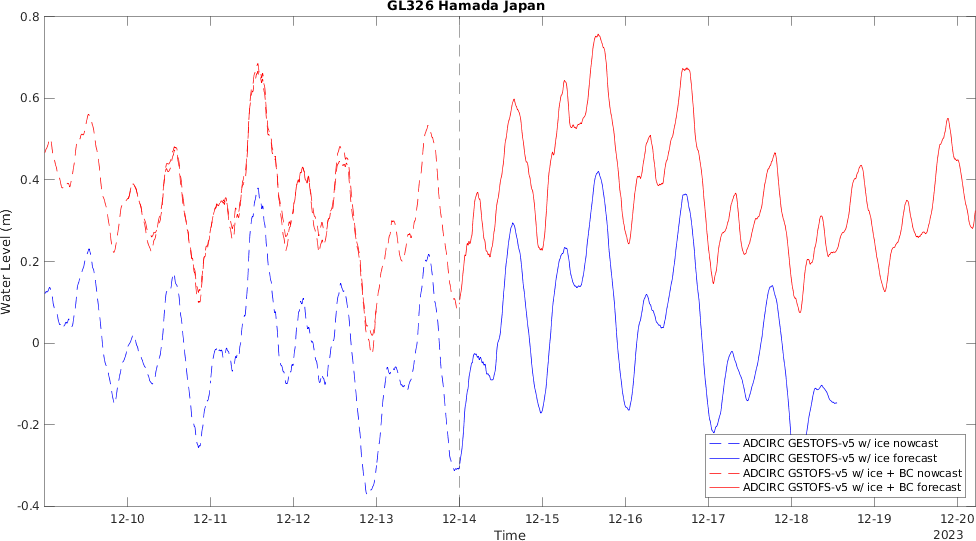 GL326 Hamada Japan
0.8
0.6
0.4
0.2
0
-0.2
-0.4
Water Level (m)
12-10
12-11
12-12
12-13
12-14
12-15
12-16
12-17
12-18
12-19
12-20
Time
2023
ADCIRC GESTOFS-v5 w/ ice nowcast
ADCIRC GESTOFS-v5 w/ ice forecast
ADCIRC GSTOFS-v5 w/ ice + BC nowcast
ADCIRC GSTOFS-v5 w/ ice + BC forecast